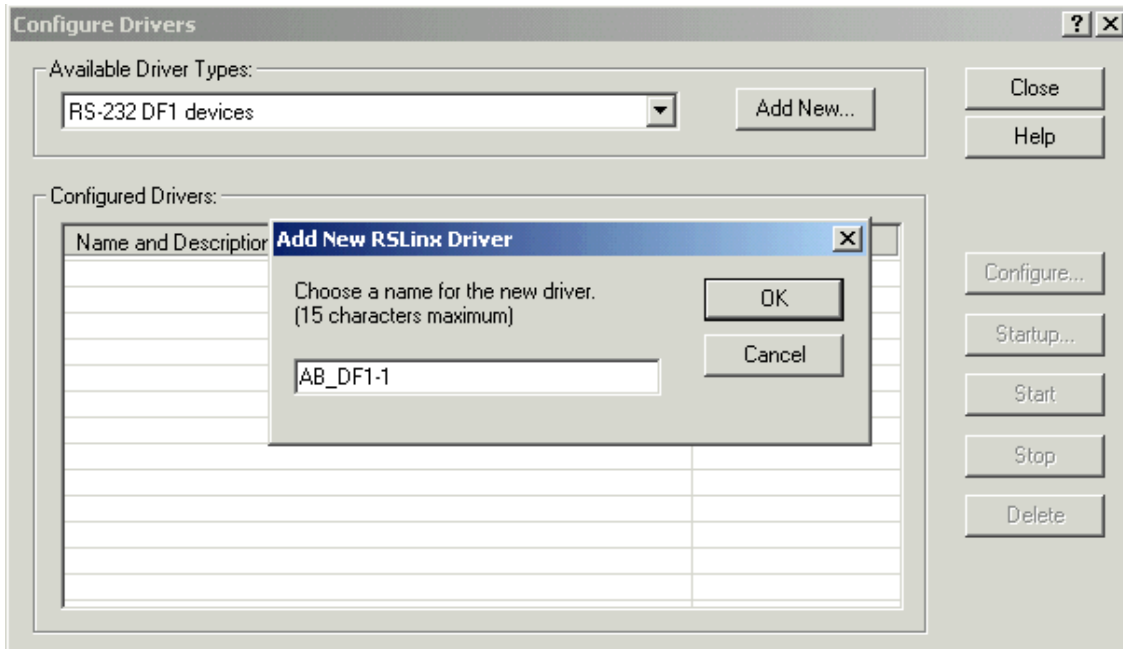 Configure Drivers
Available Driver Types:
RS-232 DF1 devices
Add New...
Close
Help
Configured Drivers:
Name and Description
Add New RSLinx Driver
Choose a name for the new driver.
(15 characters maximum)
AB_DF1-1
OK
Cancel
Configure...
Startup...
Start
Stop
Delete